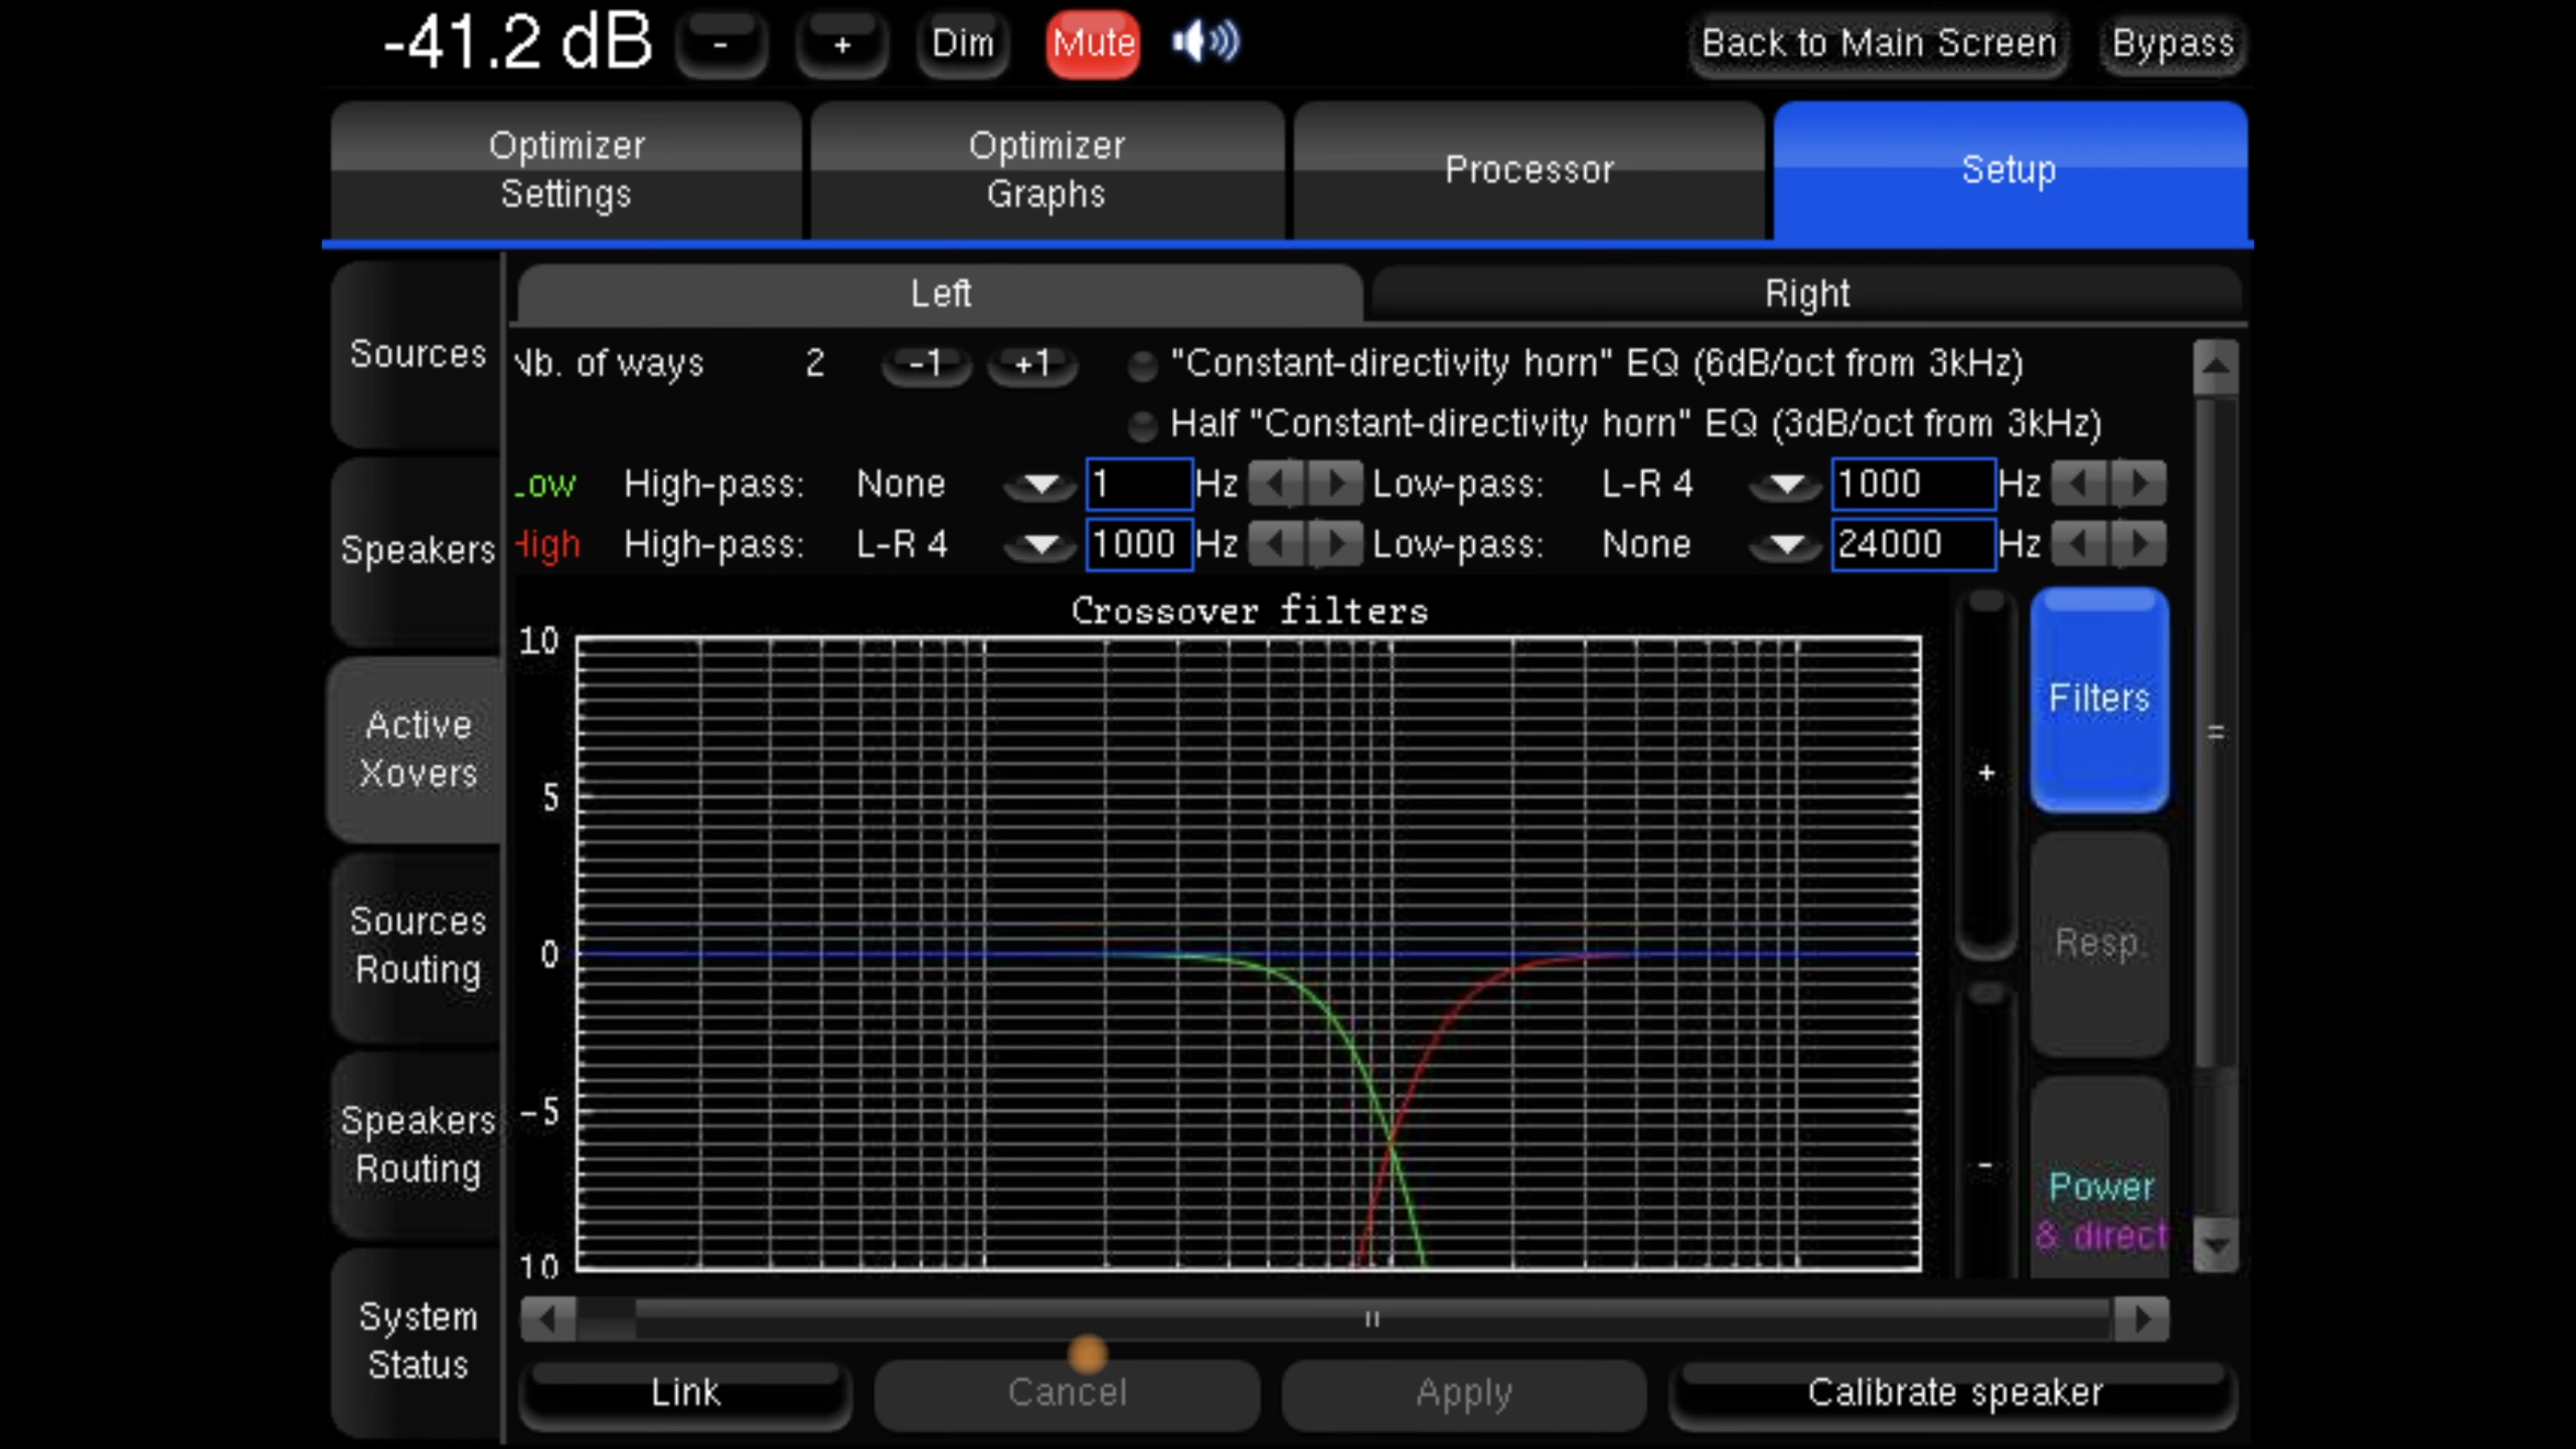 -41.2 dB - + Dim Mute Back to Main Screen Bypass
Optimizer Settings Optimizer Graphs Processor Setup
Left Right
Sources
Nb. of ways 2 -1 +1 "Constant-directivity horn" EQ (6dB/oct from 3kHz)
Half "Constant-directivity horn" EQ (3dB/oct from 3kHz)
Low High-pass: None 1 Hz Low-pass: L-R 4 1000 Hz
High High-pass: L-R 4 1000 Hz Low-pass: None 24000 Hz
Speakers
Crossover filters
10
5
0
-5
10
Active
Xovers
Sources
Routing
Speakers
Routing
System
Status
+
-
Filters
Resp.
Power
& direct
Link Cancel Apply Calibrate speaker